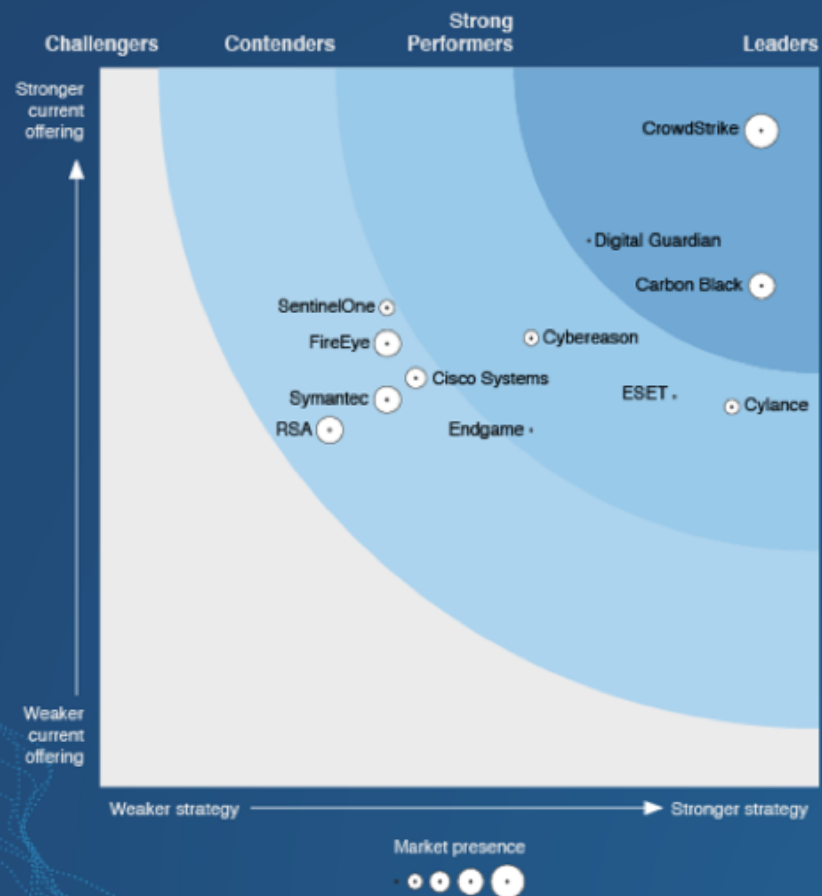 Challengers
Contenders
Strong
Performers
Leaders
Stronger
current
offering
CrowdStrike
Digital Guardian
Carbon Black
SentinelOne
FireEye
Cybereason
Cisco Systems
Symantec
ESET
Cylance
RSA
Endgame
Weaker
current
offering
Weaker strategy
Stronger strategy
Market presence